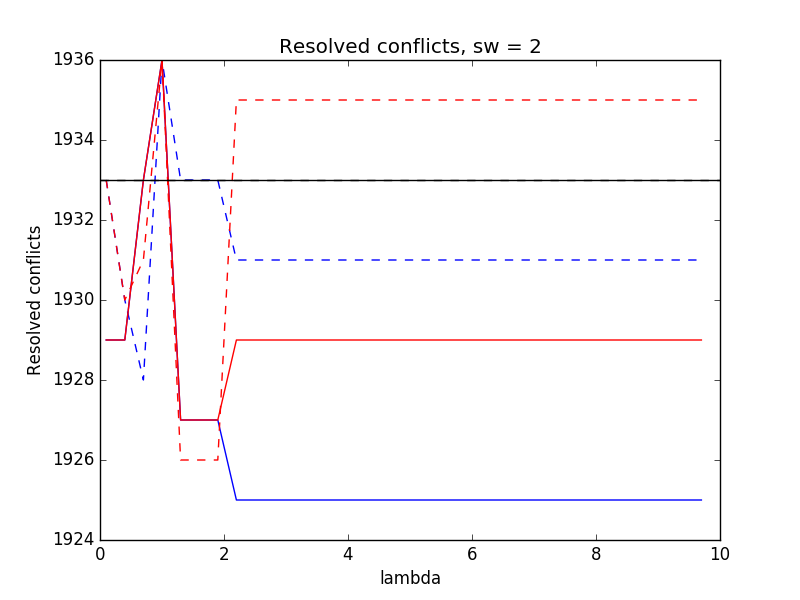 Resolved conflicts, sw = 2
1936
1934
1932
1930
1928
1926
1924
Resolved conflicts
0 2 4 6 8 10
lambda